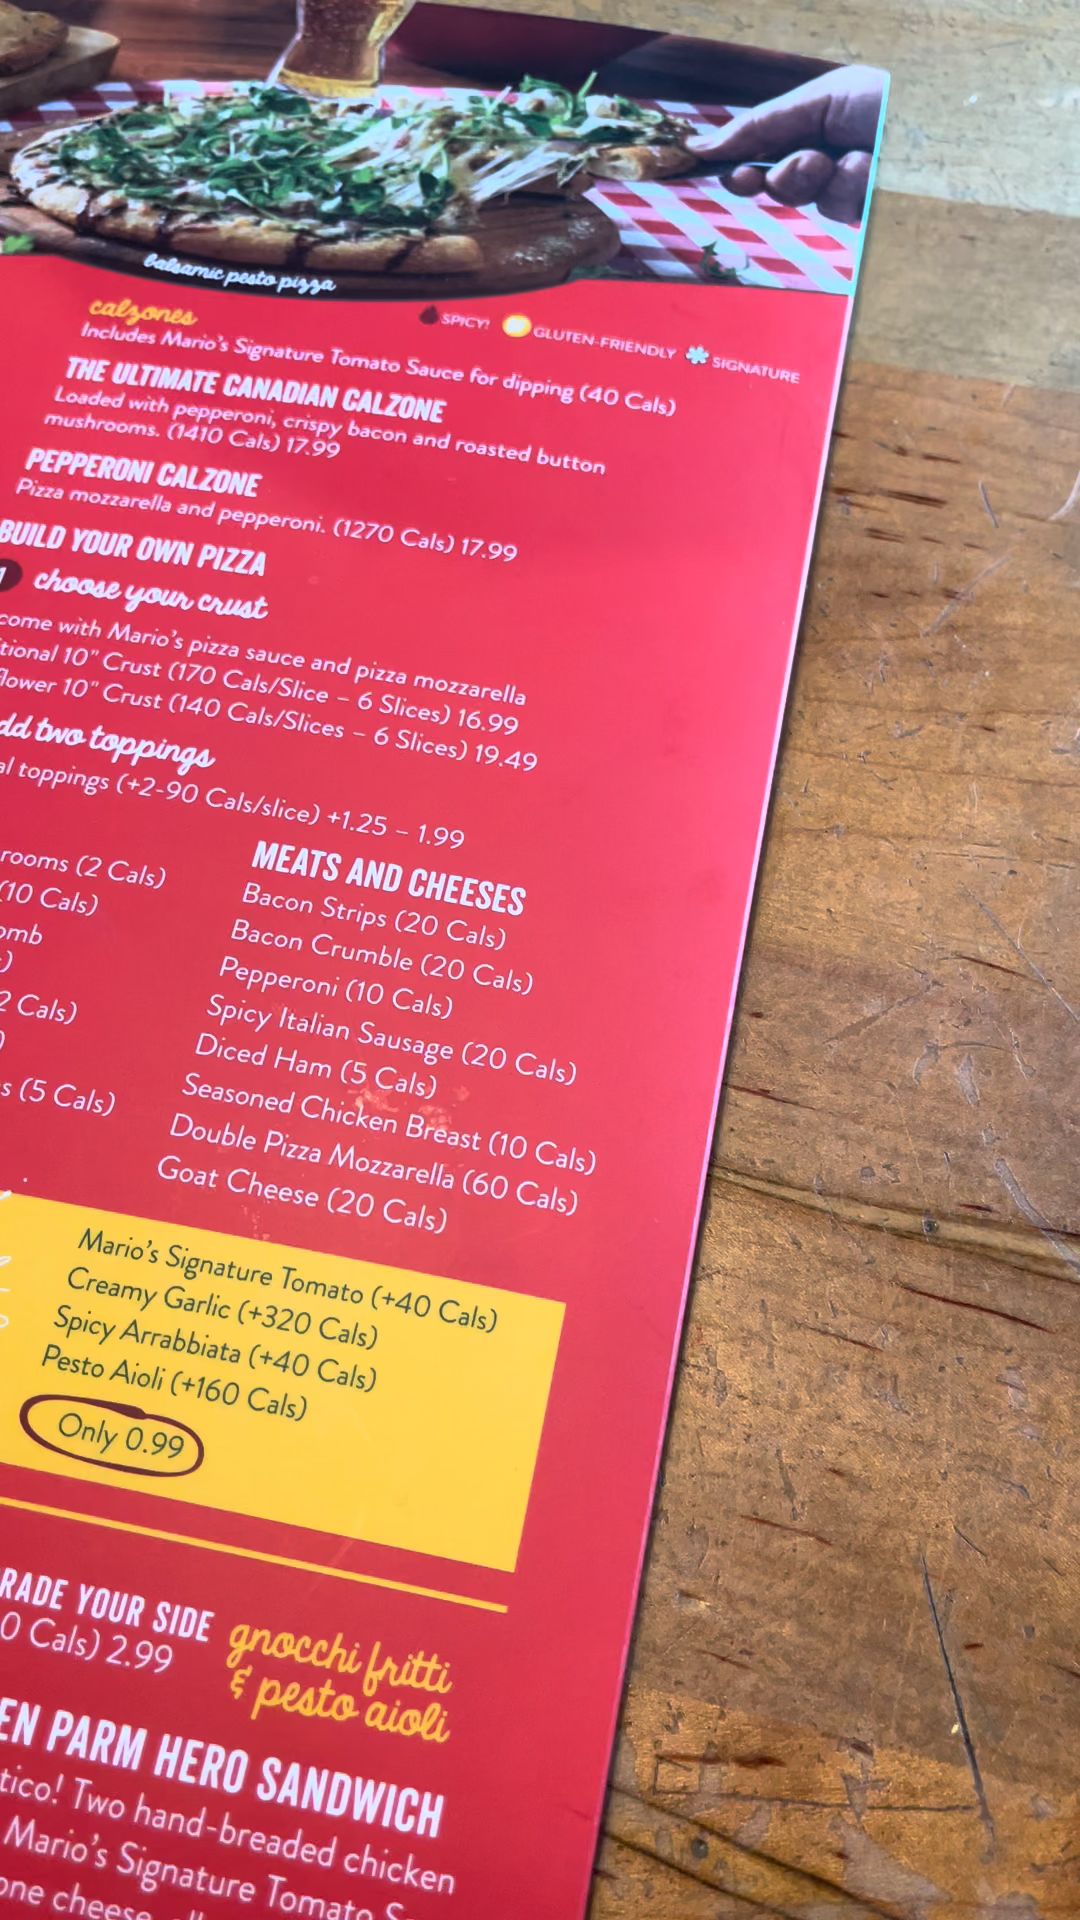 balsamic pesto pizza
calzones
SPICY! GLUTEN-FRIENDLY SIGNATURE
Includes Mario's Signature Tomato Sauce for dipping (40 Cals)
THE ULTIMATE CANADIAN CALZONE
Loaded with pepperoni, crispy bacon and roasted button
mushrooms. (1410 Cals) 17.99
PEPPERONI CALZONE
Pizza mozzarella and pepperoni. (1270 Cals) 17.99
BUILD YOUR OWN PIZZA
1 choose your crust
come with Mario's pizza sauce and pizza mozzarella
tional 10" Crust (170 Cals/Slice – 6 Slices) 16.99
flower 10" Crust (140 Cals/Slices – 6 Slices) 19.49
dd two toppings
al toppings (+2-90 Cals/slice) +1.25 – 1.99
rooms (2 Cals)
(10 Cals)
omb
)
2 Cals)
)
s (5 Cals)
MEATS AND CHEESES
Bacon Strips (20 Cals)
Bacon Crumble (20 Cals)
Pepperoni (10 Cals)
Spicy Italian Sausage (20 Cals)
Diced Ham (5 Cals)
Seasoned Chicken Breast (10 Cals)
Double Pizza Mozzarella (60 Cals)
Goat Cheese (20 Cals)
Mario's Signature Tomato (+40 Cals)
Creamy Garlic (+320 Cals)
Spicy Arrabbiata (+40 Cals)
Pesto Aioli (+160 Cals)
Only 0.99
RADE YOUR SIDE
0 Cals) 2.99
gnocchi fritti
& pesto aioli
EN PARM HERO SANDWICH
tico! Two hand-breaded chicken
Mario's Signature Tomato S
one cheese